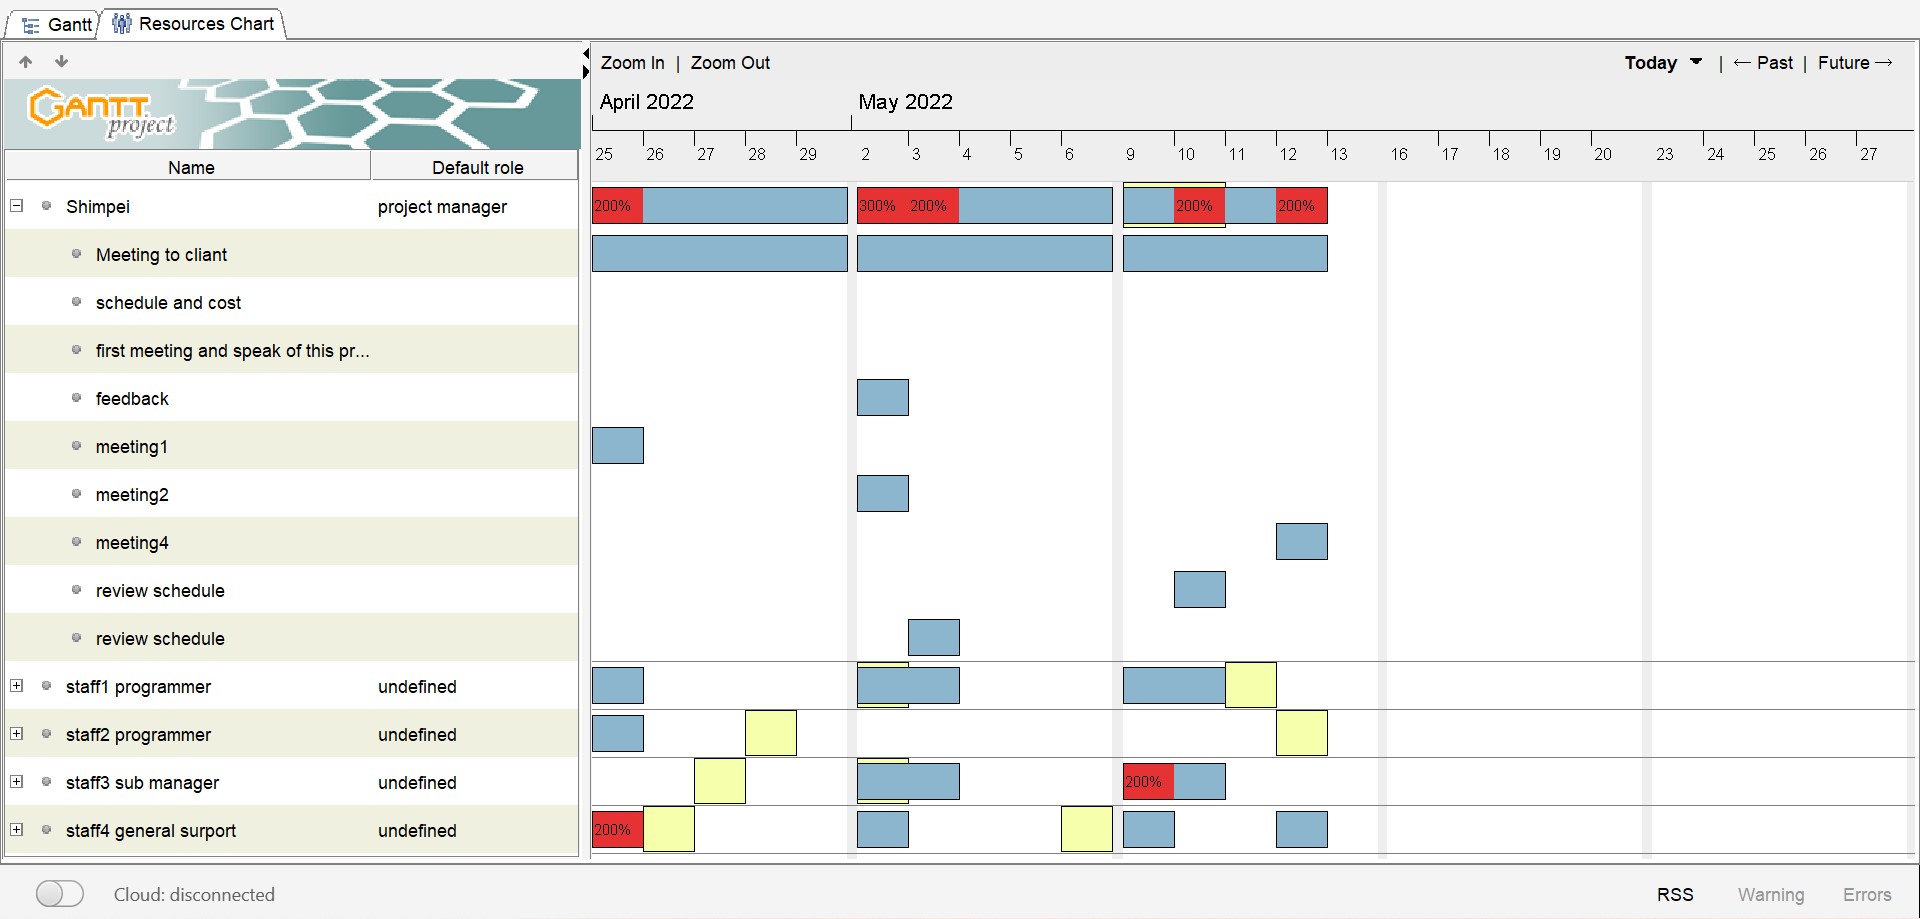 Gantt Resources Chart
Zoom In | Zoom Out Today | ← Past | Future →
GANTT project
April 2022 May 2022
Name Default role 25 26 27 28 29 2 3 4 5 6 9 10 11 12 13 16 17 18 19 20 23 24 25 26 27
Shimpei project manager 200% 300% 200% 200% 200%
Meeting to cliant
schedule and cost
first meeting and speak of this pr...
feedback
meeting1
meeting2
meeting4
review schedule
review schedule
staff1 programmer undefined
staff2 programmer undefined
staff3 sub manager undefined 200%
staff4 general surport undefined 200%
Cloud: disconnected RSS Warning Errors